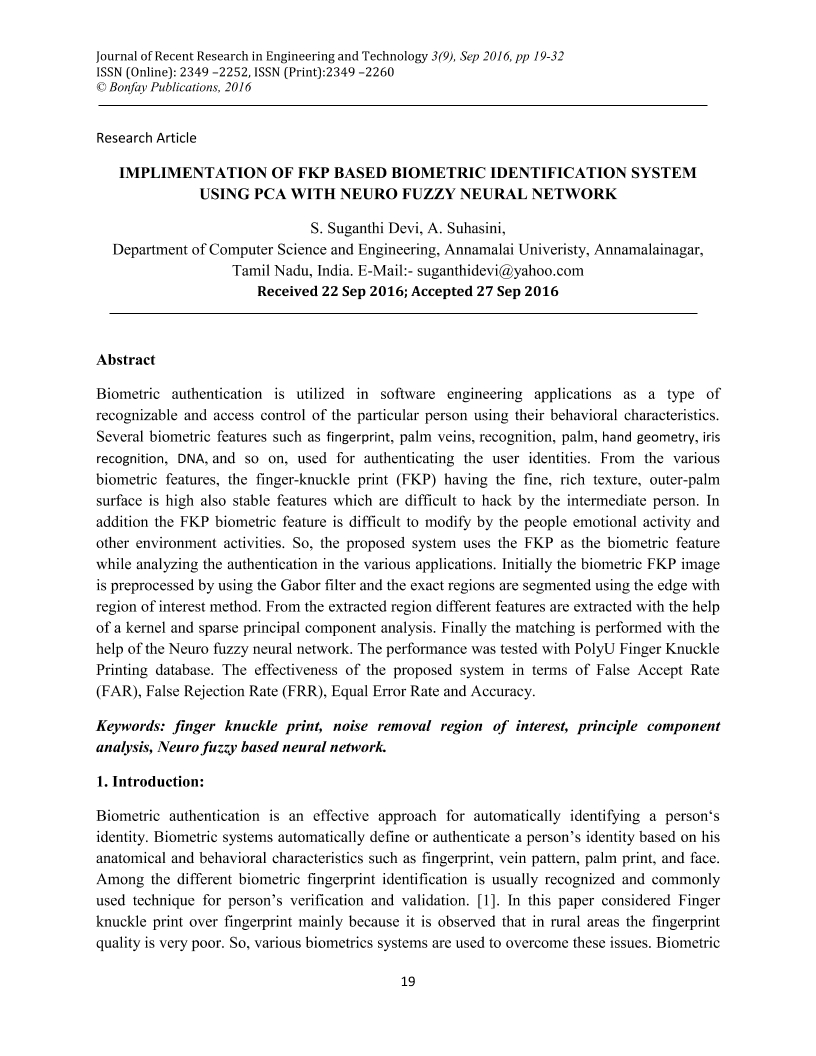 Journal of Recent Research in Engineering and Technology 3(9), Sep 2016, pp 19-32
ISSN (Online): 2349 –2252, ISSN (Print):2349 –2260
© Bonfay Publications, 2016
Research Article
IMPLIMENTATION OF FKP BASED BIOMETRIC IDENTIFICATION SYSTEM
USING PCA WITH NEURO FUZZY NEURAL NETWORK
S. Suganthi Devi, A. Suhasini,
Department of Computer Science and Engineering, Annamalai Univeristy, Annamalainagar,
Tamil Nadu, India. E-Mail:- suganthidevi@yahoo.com
Received 22 Sep 2016; Accepted 27 Sep 2016
Abstract
Biometric authentication is utilized in software engineering applications as a type of
recognizable and access control of the particular person using their behavioral characteristics.
Several biometric features such as fingerprint, palm veins, recognition, palm, hand geometry, iris
recognition, DNA, and so on, used for authenticating the user identities. From the various
biometric features, the finger-knuckle print (FKP) having the fine, rich texture, outer-palm
surface is high also stable features which are difficult to hack by the intermediate person. In
addition the FKP biometric feature is difficult to modify by the people emotional activity and
other environment activities. So, the proposed system uses the FKP as the biometric feature
while analyzing the authentication in the various applications. Initially the biometric FKP image
is preprocessed by using the Gabor filter and the exact regions are segmented using the edge with
region of interest method. From the extracted region different features are extracted with the help
of a kernel and sparse principal component analysis. Finally the matching is performed with the
help of the Neuro fuzzy neural network. The performance was tested with PolyU Finger Knuckle
Printing database. The effectiveness of the proposed system in terms of False Accept Rate
(FAR), False Rejection Rate (FRR), Equal Error Rate and Accuracy.
Keywords: finger knuckle print, noise removal region of interest, principle component
analysis, Neuro fuzzy based neural network.
1. Introduction:
Biometric authentication is an effective approach for automatically identifying a person‘s
identity. Biometric systems automatically define or authenticate a person’s identity based on his
anatomical and behavioral characteristics such as fingerprint, vein pattern, palm print, and face.
Among the different biometric fingerprint identification is usually recognized and commonly
used technique for person’s verification and validation. [1]. In this paper considered Finger
knuckle print over fingerprint mainly because it is observed that in rural areas the fingerprint
quality is very poor. So, various biometrics systems are used to overcome these issues. Biometric
19